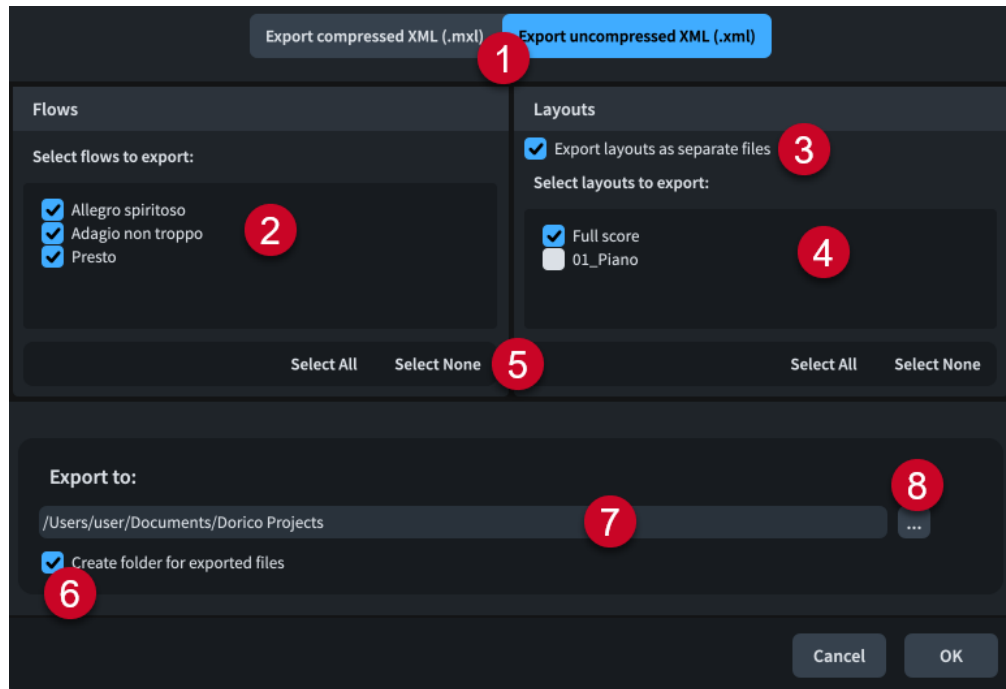 Export compressed XML (.mxl)
Export uncompressed XML (.xml)
1
Flows
Select flows to export:
Allegro spiritoso
Adagio non troppo
Presto
2
Select All
Select None
5
Layouts
Export layouts as separate files
3
Select layouts to export:
Full score
01_Piano
4
Select All
Select None
Export to:
8
/Users/user/Documents/Dorico Projects
7
...
Create folder for exported files
6
Cancel
OK